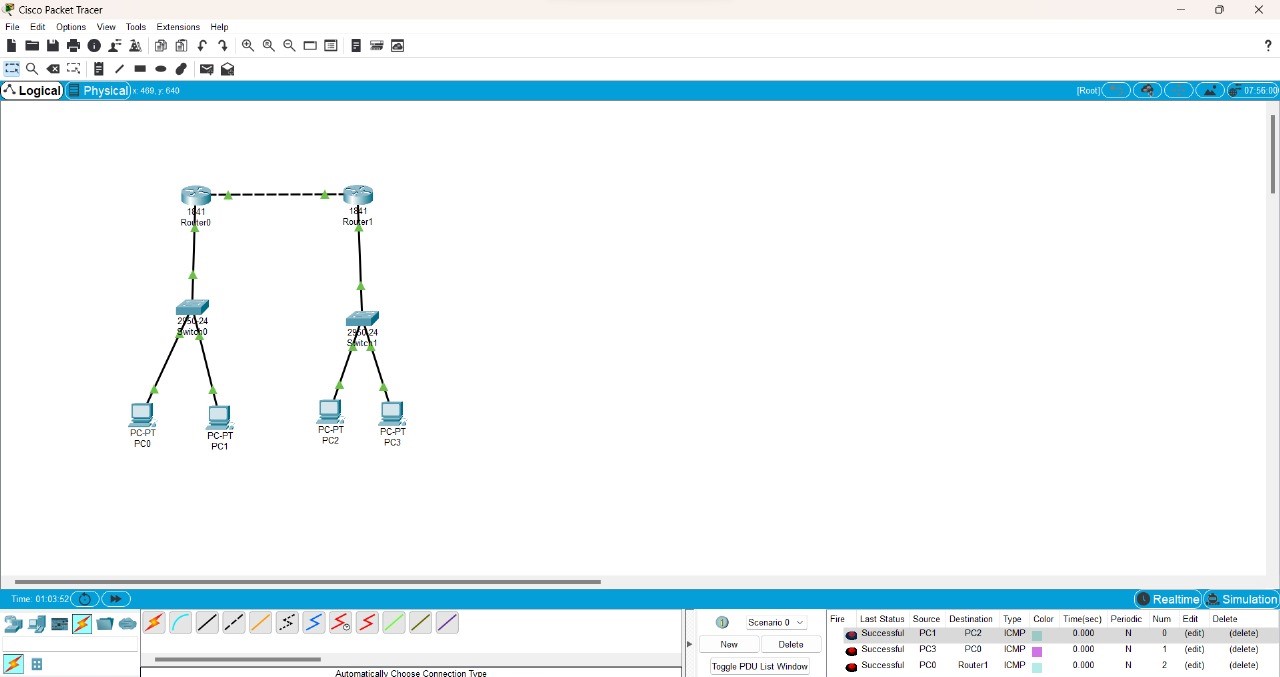 Cisco Packet Tracer
File Edit Options View Tools Extensions Help
?
Logical Physical x: 469, y: 640 [Root] 07:56:00
1841
Router0
1841
Router1
2950-24
Switch0
2950-24
Switch1
PC-PT
PC0
PC-PT
PC1
PC-PT
PC2
PC-PT
PC3
Time: 01:03:52 Realtime Simulation
Scenario 0
New Delete
Toggle PDU List Window
Automatically Choose Connection Type
Fire Last Status Source Destination Type Color Time(sec) Periodic Num Edit Delete
Successful PC1 PC2 ICMP 0.000 N 0 (edit) (delete)
Successful PC3 PC0 ICMP 0.000 N 1 (edit) (delete)
Successful PC0 Router1 ICMP 0.000 N 2 (edit) (delete)